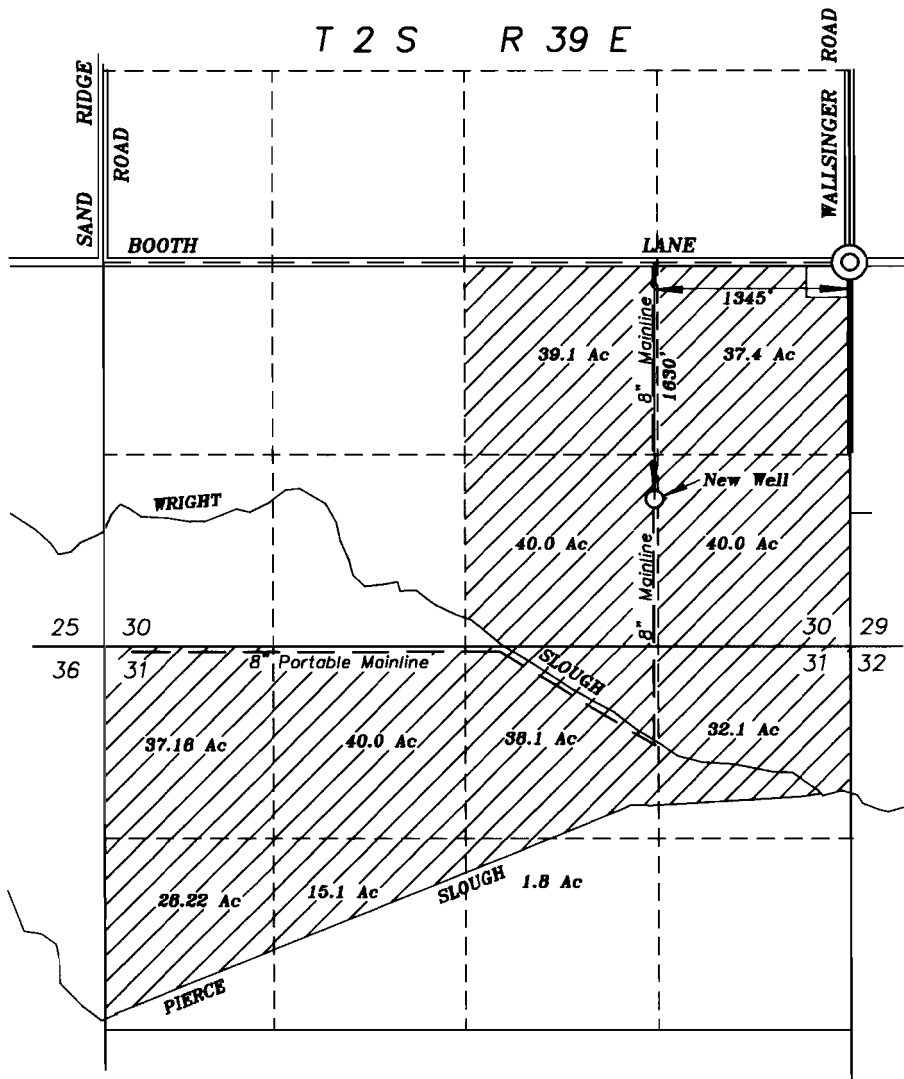 T 2 S R 39 E
SAND RIDGE
ROAD
WALLSINGER ROAD
BOOTH LANE
1345'
8" Mainline
1630'
39.1 Ac
37.4 Ac
New Well
WRIGHT
40.0 Ac
40.0 Ac
8" Mainline
25 30
30 29
36 31
31 32
8" Portable Mainline
SLOUGH
37.18 Ac
40.0 Ac
38.1 Ac
32.1 Ac
28.22 Ac
15.1 Ac
SLOUGH
1.8 Ac
PIERCE